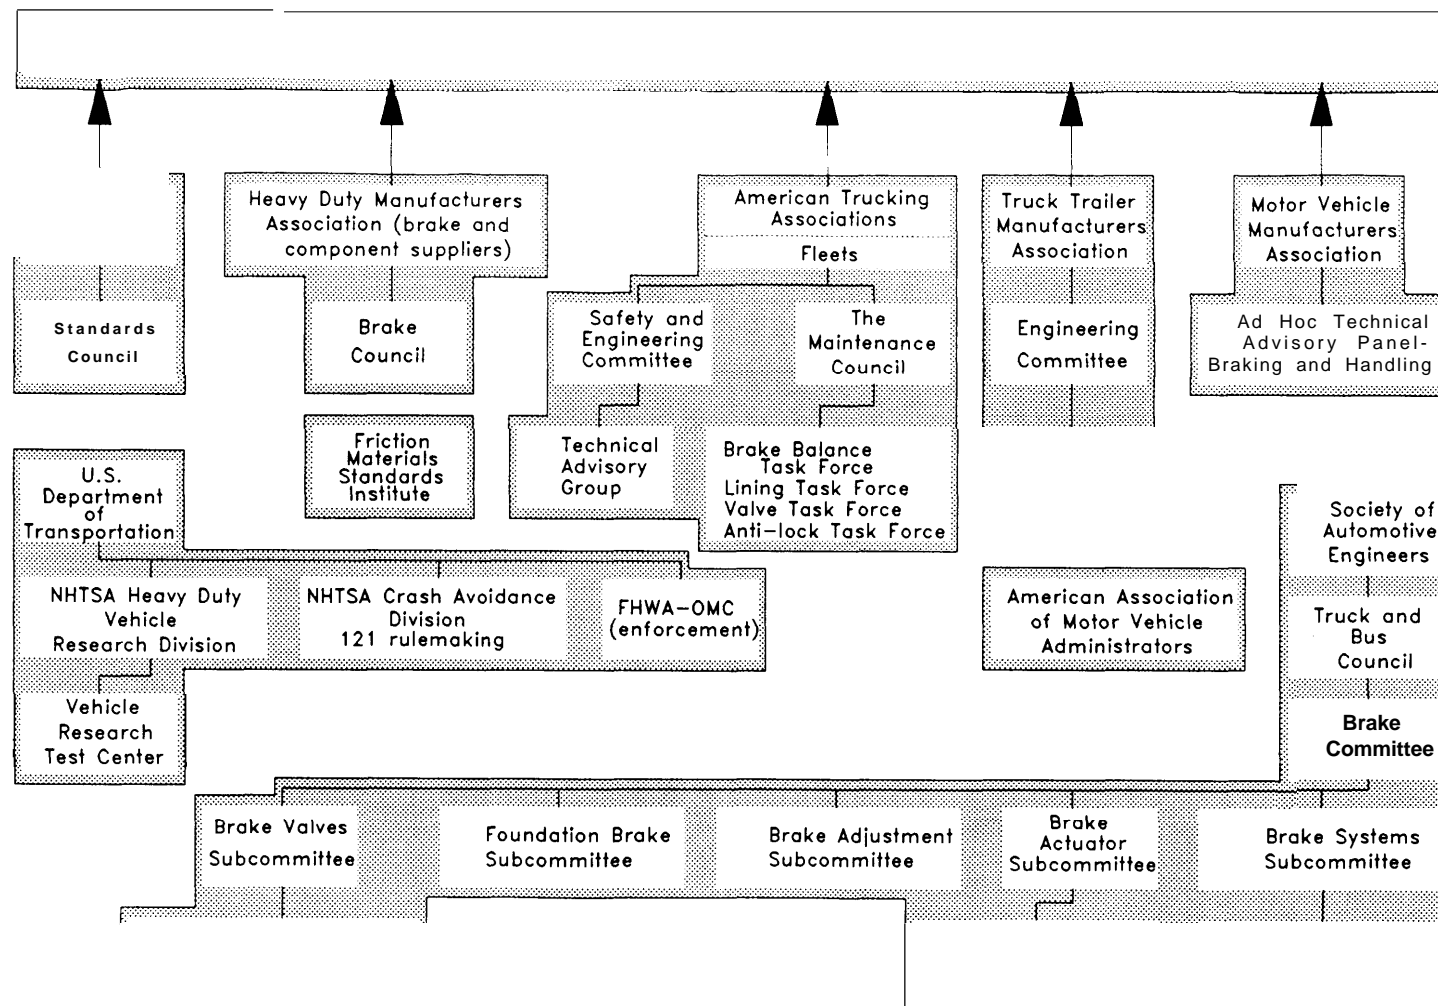 Heavy Duty Manufacturers
Association (brake and
component suppliers)
American Trucking
Associations
Fleets
Truck Trailer
Manufacturers
Association
Motor Vehicle
Manufacturers
Association
Standards
Council
Brake
Council
Safety and
Engineering
Committee
The
Maintenance
Council
Engineering
Committee
Ad Hoc Technical
Advisory Panel-
Braking and Handling
Friction
Materials
Standards
Institute
Technical
Advisory
Group
Brake Balance
Task Force
Lining Task Force
Valve Task Force
Anti-lock Task Force
U.S.
Department
of
Transportation
Society of
Automotive
Engineers
NHTSA Heavy Duty
Vehicle
Research Division
NHTSA Crash Avoidance
Division
121 rulemaking
FHWA-OMC
(enforcement)
American Association
of Motor Vehicle
Administrators
Truck and
Bus
Council
Vehicle
Research
Test Center
Brake
Committee
Brake Valves
Subcommittee
Foundation Brake
Subcommittee
Brake Adjustment
Subcommittee
Brake
Actuator
Subcommittee
Brake Systems
Subcommittee